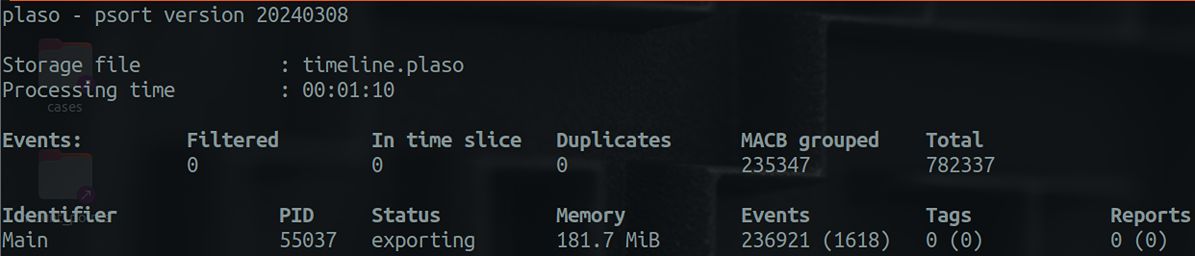 plaso - psort version 20240308
Storage file : timeline.plaso
Processing time : 00:01:10
cases
Events: Filtered In time slice Duplicates MACB grouped Total
0 0 0 235347 782337
Identifier PID Status Memory Events Tags Reports
Main 55037 exporting 181.7 MiB 236921 (1618) 0 (0) 0 (0)